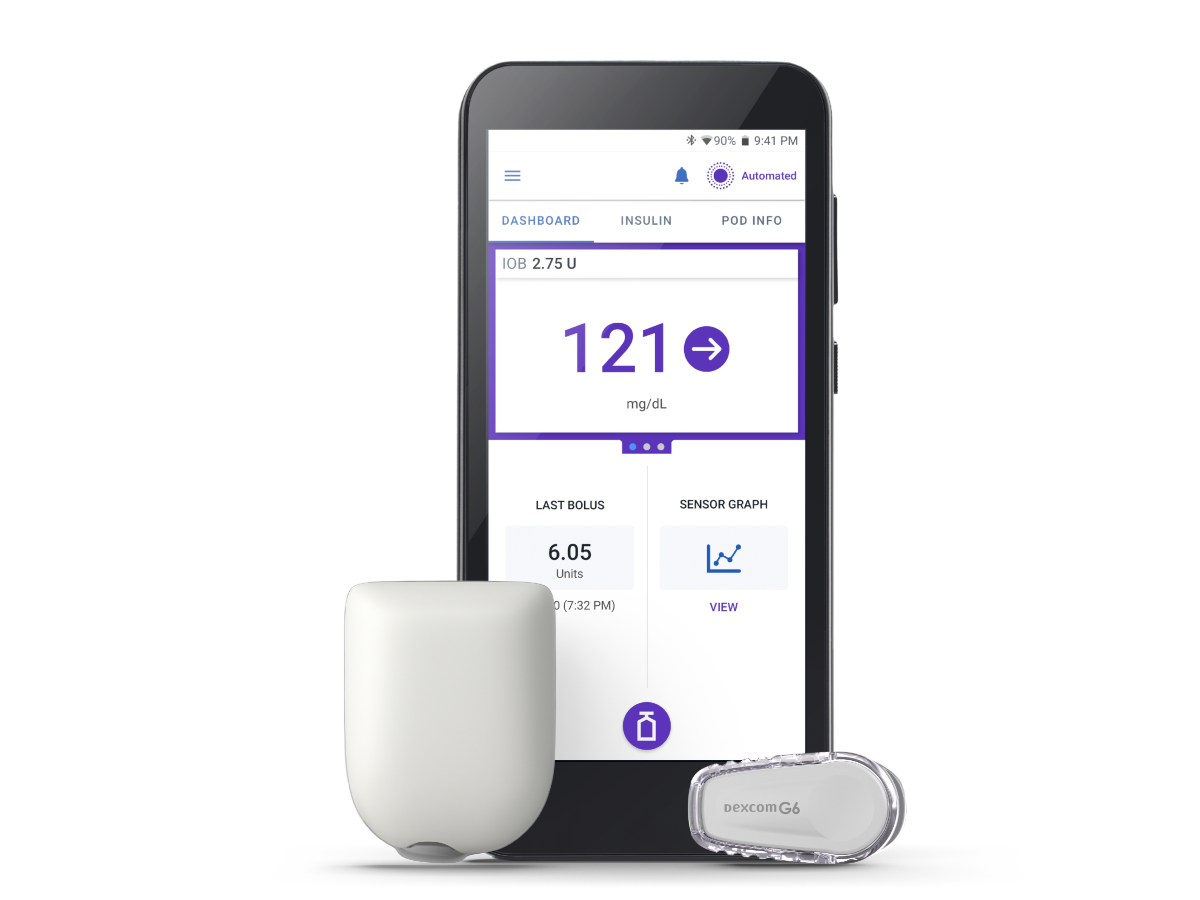 90% 9:41 PM
Automated
DASHBOARD INSULIN POD INFO
IOB 2.75 U
121
mg/dL
LAST BOLUS SENSOR GRAPH
6.05
Units
0 (7:32 PM)
VIEW
Dexcom G6